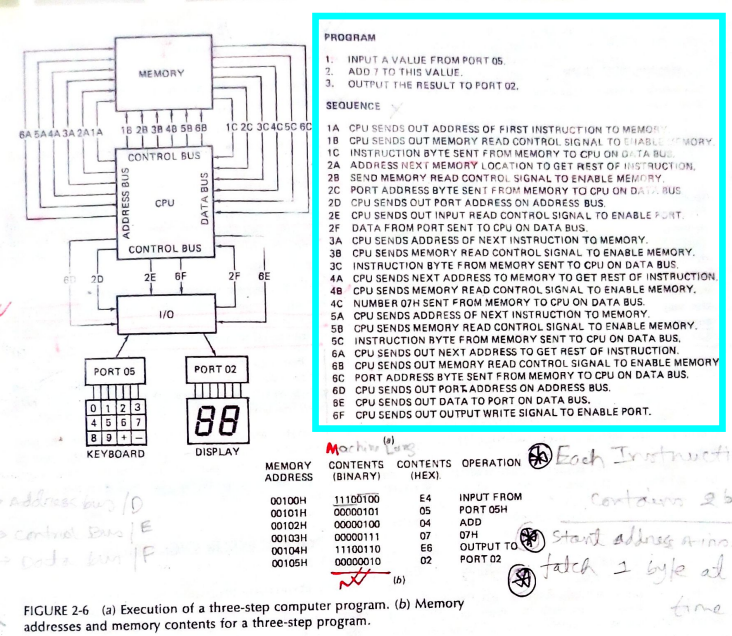 PROGRAM
1. INPUT A VALUE FROM PORT 05.
2. ADD 7 TO THIS VALUE.
3. OUTPUT THE RESULT TO PORT 02.
SEQUENCE
1A CPU SENDS OUT ADDRESS OF FIRST INSTRUCTION TO MEMORY.
1B CPU SENDS OUT MEMORY READ CONTROL SIGNAL TO ENABLE MEMORY.
1C INSTRUCTION BYTE SENT FROM MEMORY TO CPU ON DATA BUS.
2A ADDRESS NEXT MEMORY LOCATION TO GET REST OF INSTRUCTION.
2B SEND MEMORY READ CONTROL SIGNAL TO ENABLE MEMORY.
2C PORT ADDRESS BYTE SENT FROM MEMORY TO CPU ON DATA BUS
2D CPU SENDS OUT PORT ADDRESS ON ADDRESS BUS.
2E CPU SENDS OUT INPUT READ CONTROL SIGNAL TO ENABLE PORT.
2F DATA FROM PORT SENT TO CPU ON DATA BUS.
3A CPU SENDS ADDRESS OF NEXT INSTRUCTION TO MEMORY.
3B CPU SENDS MEMORY READ CONTROL SIGNAL TO ENABLE MEMORY.
3C INSTRUCTION BYTE FROM MEMORY SENT TO CPU ON DATA BUS.
4A CPU SENDS NEXT ADDRESS TO MEMORY TO GET REST OF INSTRUCTION.
4B CPU SENDS MEMORY READ CONTROL SIGNAL TO ENABLE MEMORY.
4C NUMBER 07H SENT FROM MEMORY TO CPU ON DATA BUS.
5A CPU SENDS ADDRESS OF NEXT INSTRUCTION TO MEMORY.
5B CPU SENDS MEMORY READ CONTROL SIGNAL TO ENABLE MEMORY.
5C INSTRUCTION BYTE FROM MEMORY SENT TO CPU ON DATA BUS.
6A CPU SENDS OUT NEXT ADDRESS TO GET REST OF INSTRUCTION.
6B CPU SENDS OUT MEMORY READ CONTROL SIGNAL TO ENABLE MEMORY
6C PORT ADDRESS BYTE SENT FROM MEMORY TO CPU ON DATA BUS.
6D CPU SENDS OUT PORT ADDRESS ON ADDRESS BUS.
6E CPU SENDS OUT DATA TO PORT ON DATA BUS.
6F CPU SENDS OUT OUTPUT WRITE SIGNAL TO ENABLE PORT.
MEMORY
6A 5A 4A 3A 2A 1A 1B 2B 3B 4B 5B 6B 1C 2C 3C 4C 5C 6C
CONTROL BUS
ADDRESS BUS
CPU
DATA BUS
CONTROL BUS
6D 2D 2E 6F 2F 6E
I/O
PORT 05 PORT 02
0 1 2 3
4 5 6 7
8 9 + –
88
KEYBOARD DISPLAY
(a)
Machine Lang
MEMORY ADDRESS CONTENTS (BINARY) CONTENTS (HEX) OPERATION
00100H 11100100 E4 INPUT FROM
00101H 00000101 05 PORT 05H
00102H 00000100 04 ADD
00103H 00000111 07 07H
00104H 11100110 E6 OUTPUT TO
00105H 00000010 02 PORT 02
(b)
Each Instructi
contains 2 b
Start address
fatch 1 byte at
time
Address bus / D
Control Bus / E
Data bus / F
FIGURE 2-6 (a) Execution of a three-step computer program. (b) Memory
addresses and memory contents for a three-step program.